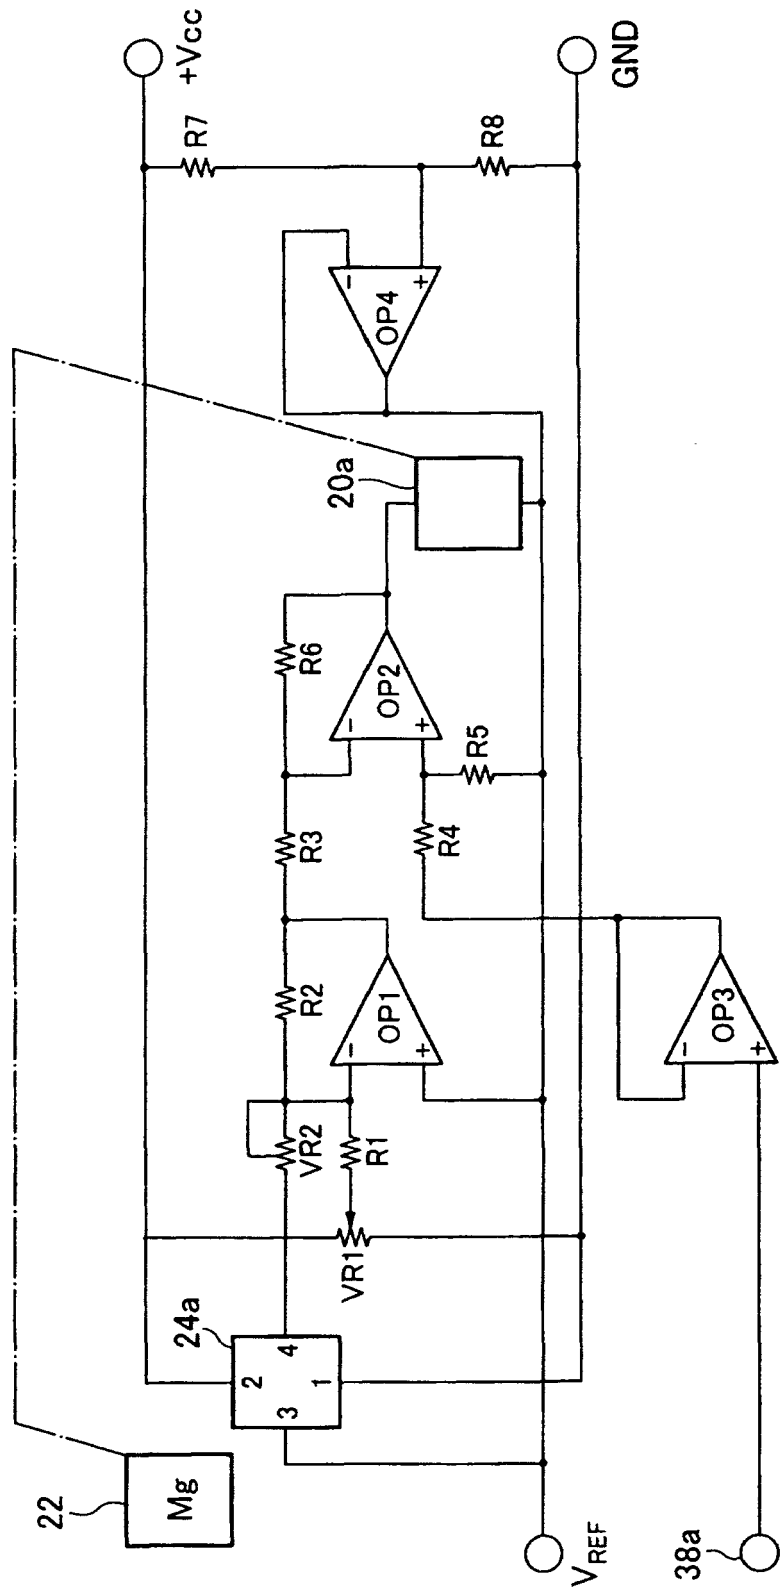 22
Mg
24a
2
3
4
1
VR1
VR2
R1
R2
-
+
OP1
R3
R4
R5
R6
-
+
OP2
20a
-
+
OP4
R7
R8
+Vcc
GND
VREF
38a
-
+
OP3